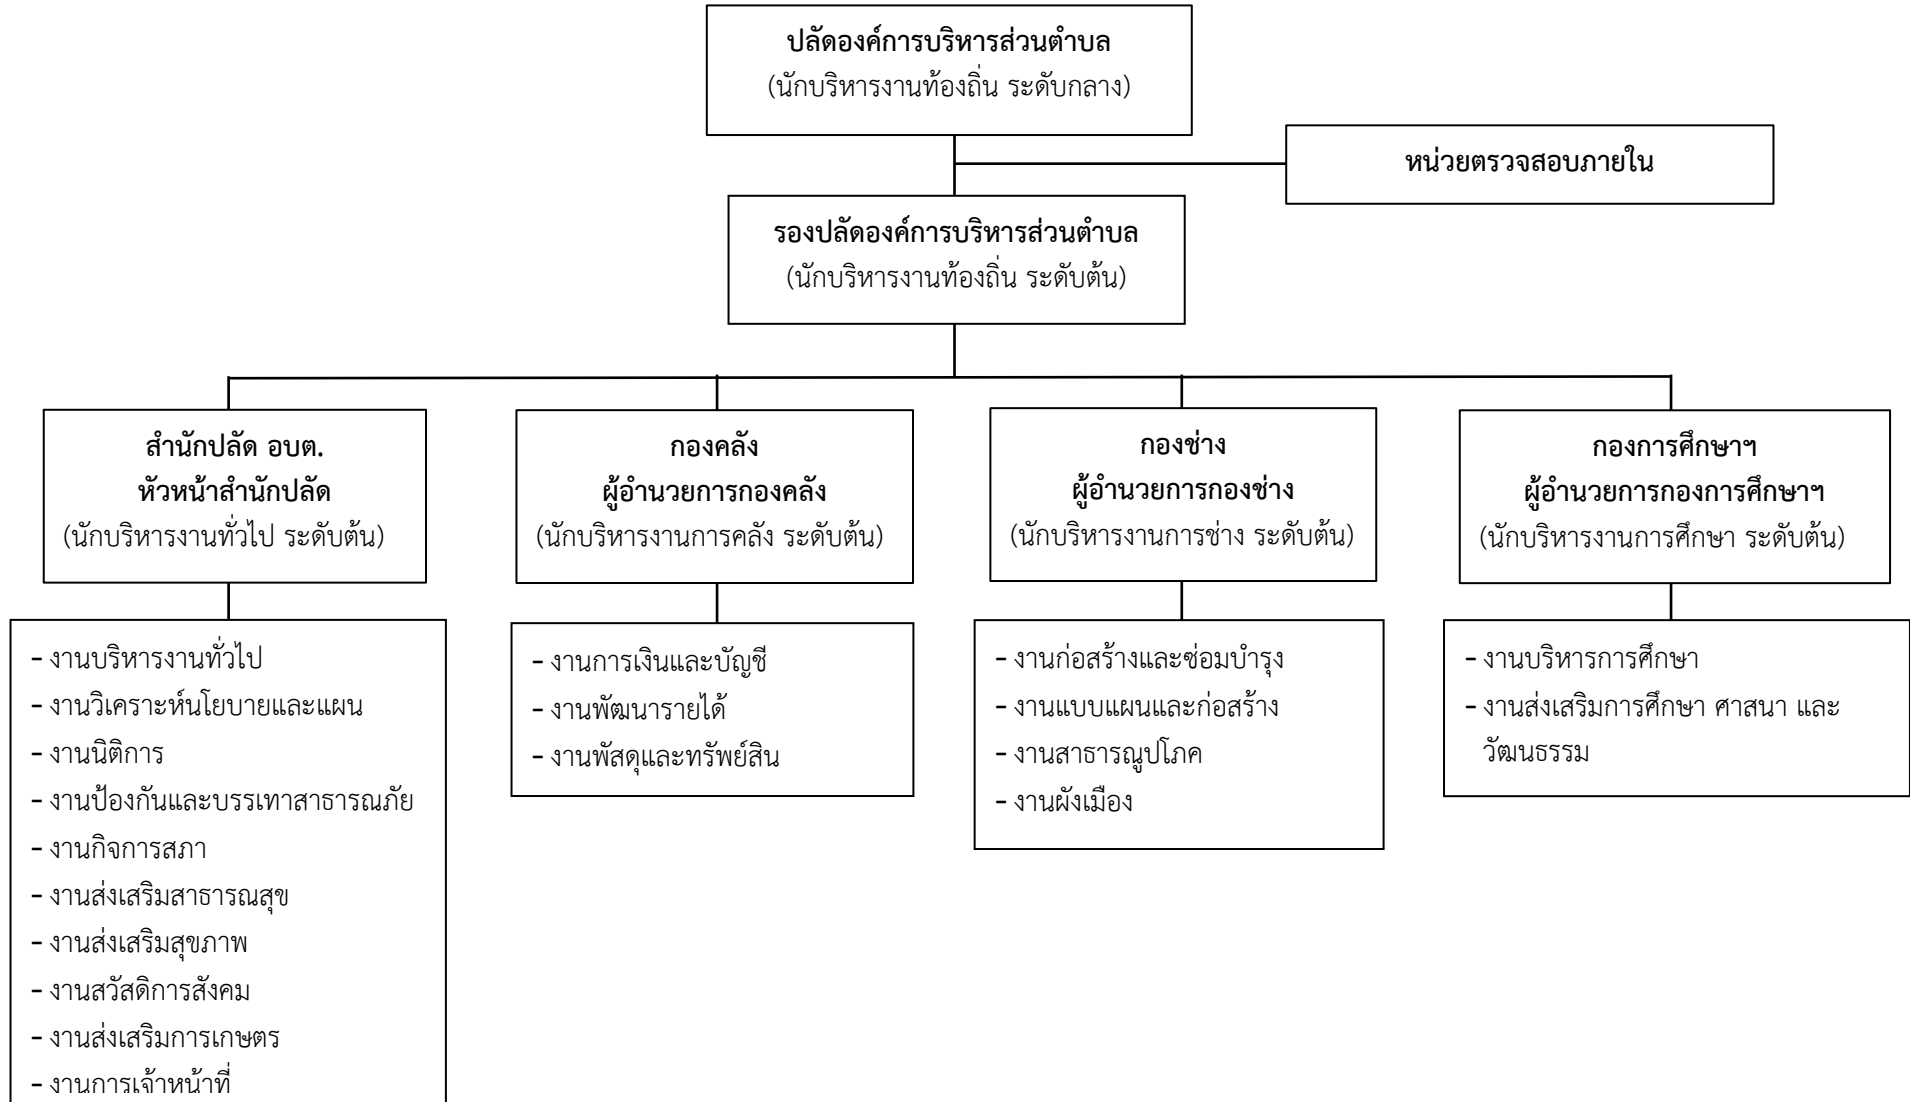 ปลัดองค์การบริหารส่วนตำบล
(นักบริหารงานท้องถิ่น ระดับกลาง)
หน่วยตรวจสอบภายใน
รองปลัดองค์การบริหารส่วนตำบล
(นักบริหารงานท้องถิ่น ระดับต้น)
สำนักปลัด อบต.
หัวหน้าสำนักปลัด
(นักบริหารงานทั่วไป ระดับต้น)
กองคลัง
ผู้อำนวยการกองคลัง
(นักบริหารงานการคลัง ระดับต้น)
กองช่าง
ผู้อำนวยการกองช่าง
(นักบริหารงานการช่าง ระดับต้น)
กองการศึกษาฯ
ผู้อำนวยการกองการศึกษาฯ
(นักบริหารงานการศึกษา ระดับต้น)
- งานบริหารงานทั่วไป
- งานวิเคราะห์นโยบายและแผน
- งานนิติการ
- งานป้องกันและบรรเทาสาธารณภัย
- งานกิจการสภา
- งานส่งเสริมสาธารณสุข
- งานส่งเสริมสุขภาพ
- งานสวัสดิการสังคม
- งานส่งเสริมการเกษตร
- งานการเจ้าหน้าที่
- งานการเงินและบัญชี
- งานพัฒนารายได้
- งานพัสดุและทรัพย์สิน
- งานก่อสร้างและซ่อมบำรุง
- งานแบบแผนและก่อสร้าง
- งานสาธารณูปโภค
- งานผังเมือง
- งานบริหารการศึกษา
- งานส่งเสริมการศึกษา ศาสนา และ
วัฒนธรรม